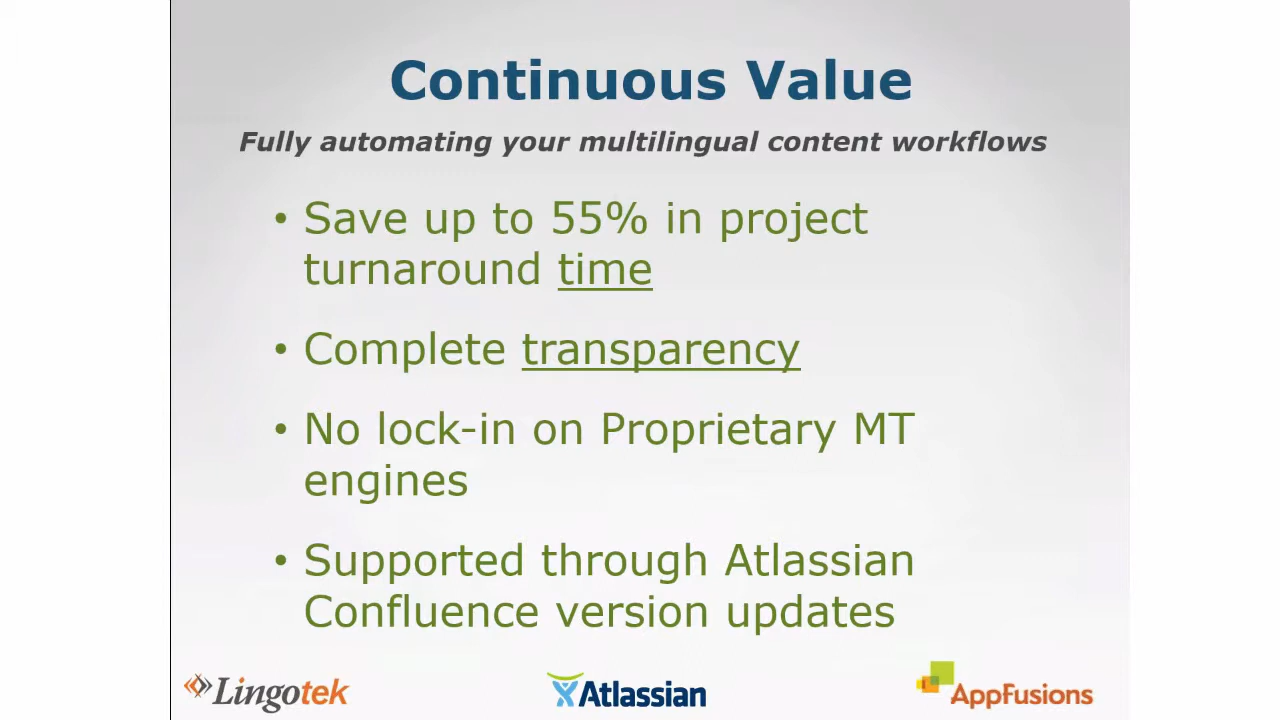 Continuous Value
Fully automating your multilingual content workflows
• Save up to 55% in project
turnaround time
• Complete transparency
• No lock-in on Proprietary MT
engines
• Supported through Atlassian
Confluence version updates
Lingotek
Atlassian
AppFusions